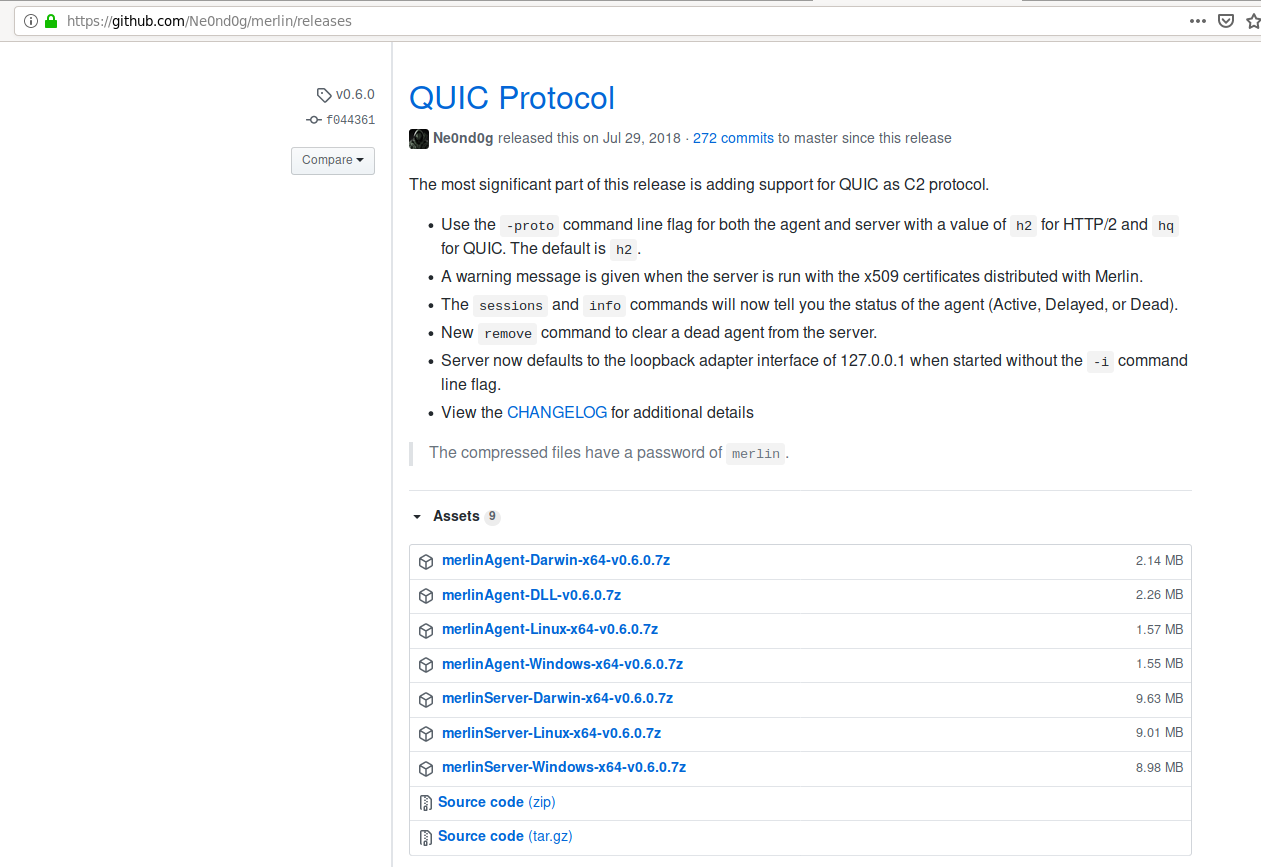 https://github.com/Ne0nd0g/merlin/releases
v0.6.0
f044361
Compare
QUIC Protocol
Ne0nd0g released this on Jul 29, 2018 · 272 commits to master since this release
The most significant part of this release is adding support for QUIC as C2 protocol.
• Use the -proto command line flag for both the agent and server with a value of h2 for HTTP/2 and hq
for QUIC. The default is h2.
• A warning message is given when the server is run with the x509 certificates distributed with Merlin.
• The sessions and info commands will now tell you the status of the agent (Active, Delayed, or Dead).
• New remove command to clear a dead agent from the server.
• Server now defaults to the loopback adapter interface of 127.0.0.1 when started without the -i command
line flag.
• View the CHANGELOG for additional details
The compressed files have a password of merlin.
Assets 9
merlinAgent-Darwin-x64-v0.6.0.7z 2.14 MB
merlinAgent-DLL-v0.6.0.7z 2.26 MB
merlinAgent-Linux-x64-v0.6.0.7z 1.57 MB
merlinAgent-Windows-x64-v0.6.0.7z 1.55 MB
merlinServer-Darwin-x64-v0.6.0.7z 9.63 MB
merlinServer-Linux-x64-v0.6.0.7z 9.01 MB
merlinServer-Windows-x64-v0.6.0.7z 8.98 MB
Source code (zip)
Source code (tar.gz)